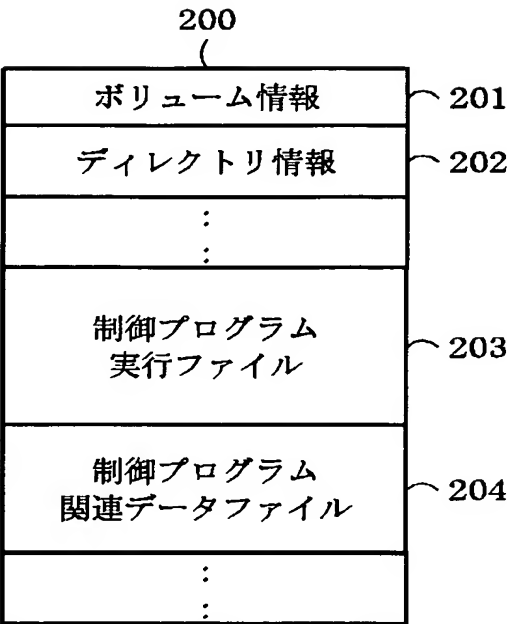 200
ボリューム情報
201
ディレクトリ情報
202
:
:
制御プログラム
実行ファイル
203
制御プログラム
関連データファイル
204
:
: